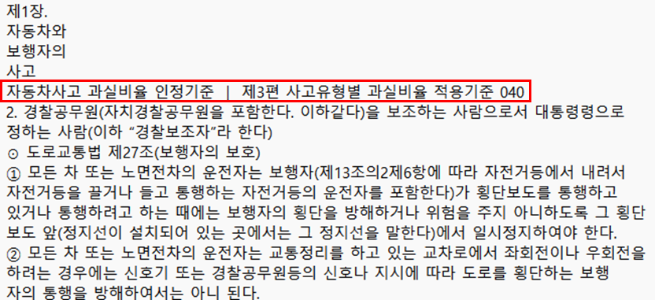 제1장.
자동차와
보행자의
사고
자동차사고 과실비율 인정기준 | 제3편 사고유형별 과실비율 적용기준 040
2. 경찰공무원(자치경찰공무원을 포함한다. 이하같다)을 보조하는 사람으로서 대통령령으로
정하는 사람(이하 “경찰보조자”라 한다)
⊙ 도로교통법 제27조(보행자의 보호)
① 모든 차 또는 노면전차의 운전자는 보행자(제13조의2제6항에 따라 자전거등에서 내려서
자전거등을 끌거나 들고 통행하는 자전거등의 운전자를 포함한다)가 횡단보도를 통행하고
있거나 통행하려고 하는 때에는 보행자의 횡단을 방해하거나 위험을 주지 아니하도록 그 횡단
보도 앞(정지선이 설치되어 있는 곳에서는 그 정지선을 말한다)에서 일시정지하여야 한다.
② 모든 차 또는 노면전차의 운전자는 교통정리를 하고 있는 교차로에서 좌회전이나 우회전을
하려는 경우에는 신호기 또는 경찰공무원등의 신호나 지시에 따라 도로를 횡단하는 보행
자의 통행을 방해하여서는 아니 된다.